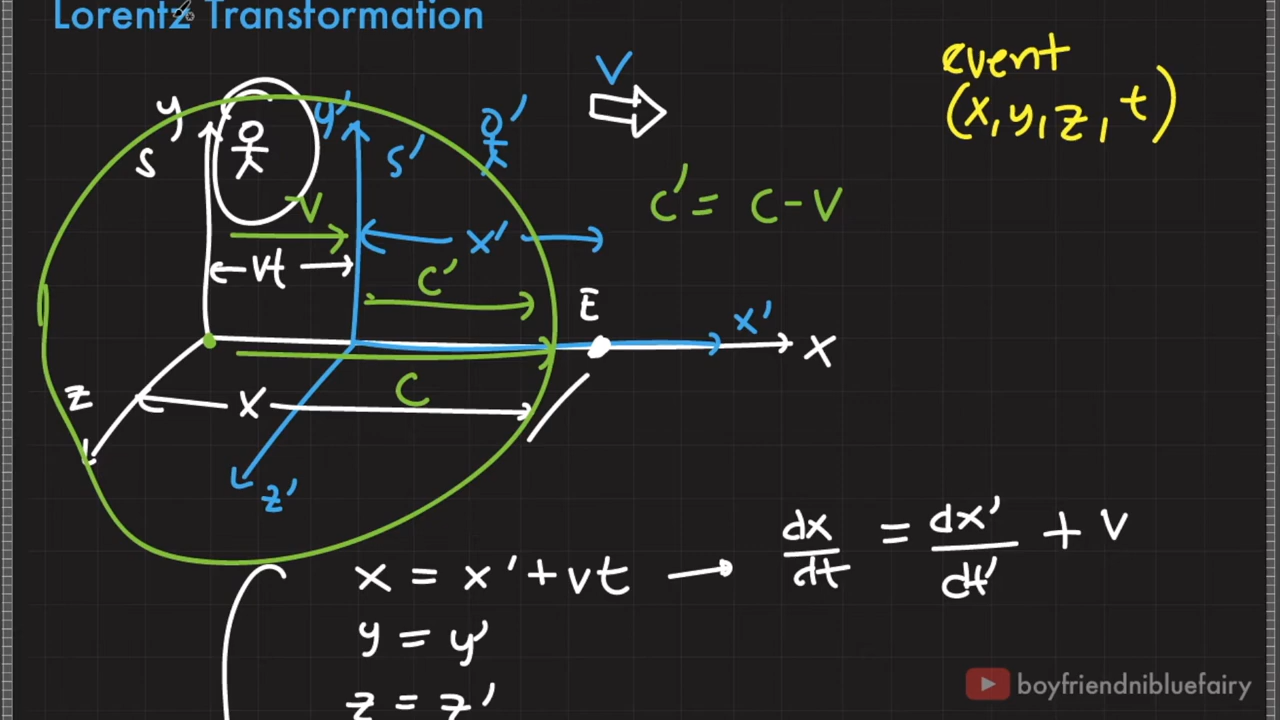 Lorentz Transformation
event
(x, y, z, t)
V
y
S
y'
S'
O'
c' = c - v
V
x'
vt
c'
E
x'
x
c
z
x
z'
x = x' + vt → dx/dt = dx'/dt' + v
y = y'
z = z'
boyfriendnibluefairy